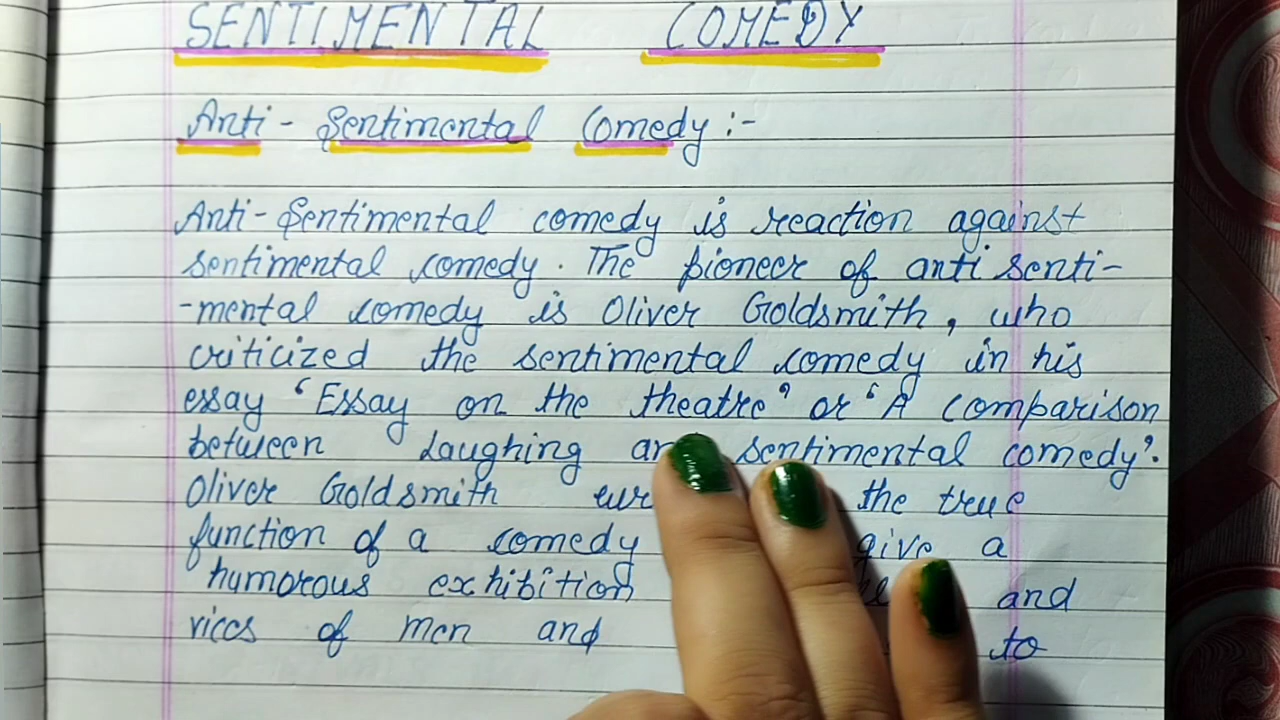 SENTIMENTAL COMEDY
Anti - Sentimental Comedy :-
Anti - Sentimental comedy is reaction against
sentimental comedy. The pioneer of anti senti-
-mental comedy is Oliver Goldsmith, who
criticized the sentimental comedy in his
essay 'Essay on the theatre' or 'A comparison
between Laughing sentimental comedy'.
Oliver Goldsmith the true
function of a comedy give a
humorous exhibition and
vices of men and to